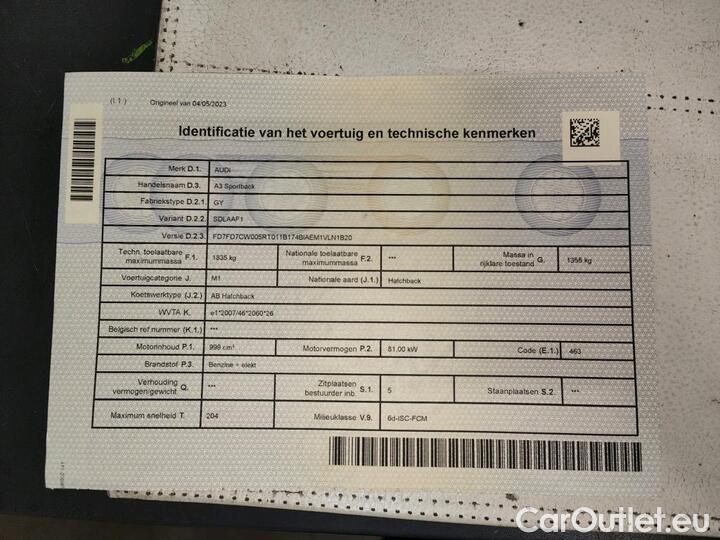 (I.1) Origineel van 04/05/2023
Identificatie van het voertuig en technische kenmerken
Merk D.1. AUDI
Handelsnaam D.3. A3 Sportback
Fabriekstype D.2.1. GY
Variant D.2.2. SDLAAF1
Versie D.2.3. FD7FD7CW005RT011B174BIAEM1VLN1B20
Techn. toelaatbare maximummassa F.1. 1835 kg Nationale toelaatbare maximummassa F.2. *** Massa in rijklare toestand G. 1355 kg
Voertuigcategorie J. M1 Nationale aard (J.1.) Hatchback
Koetswerktype (J.2.) AB Hatchback
WVTA K. e1*2007/46*2060*26
Belgisch ref nummer (K.1.) ***
Motorinhoud P.1. 999 cm³ Motorvermogen P.2. 81.00 kW Code (E.1.) 463
Brandstof P.3. Benzine + elekt
Verhouding vermogen/gewicht Q. *** Zitplaatsen bestuurder inb. S.1. 5 Staanplaatsen S.2. ***
Maximum snelheid T. 204 Milieuklasse V.9. 6d-ISC-FCM
CarOutlet.eu